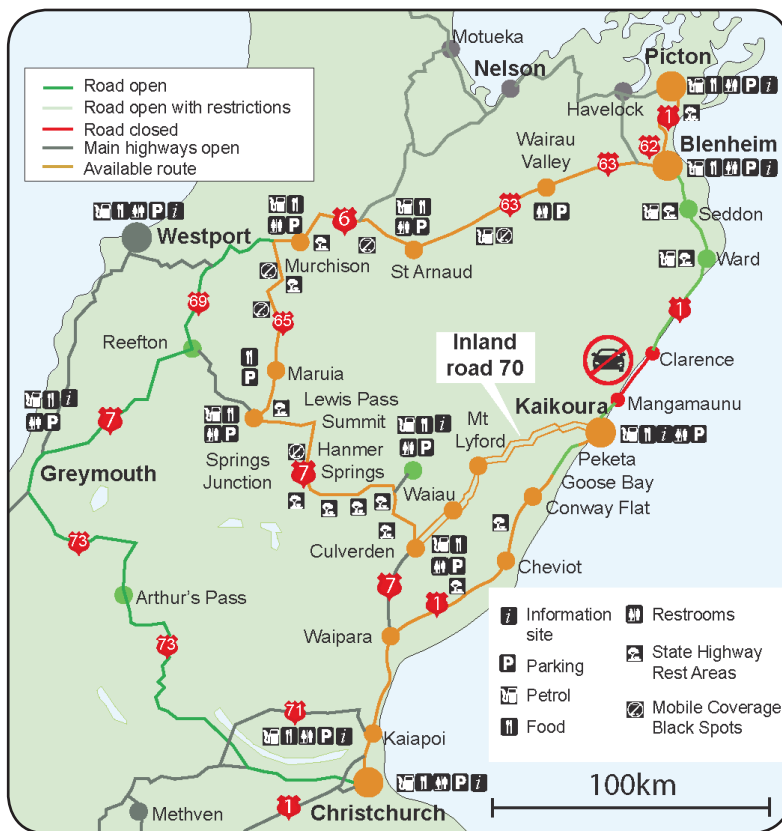 Motueka
Picton
Nelson
Road open
Road open with restrictions
Road closed
Main highways open
Available route
Havelock
1
Wairau
Valley
62
Blenheim
63
63
6
Seddon
Westport
Murchison
St Arnaud
Ward
69
65
1
Inland
road 70
Reefton
Clarence
Maruia
Kaikoura
Mangamaunu
Lewis Pass
Summit
Mt
Lyford
7
Springs
Junction
Hanmer
Springs
Peketa
Goose Bay
Greymouth
7
Waiau
Conway Flat
73
Culverden
Cheviot
7
1
Arthur's Pass
Information
site
Restrooms
Waipara
73
Parking
State Highway
Rest Areas
Petrol
71
Mobile Coverage
Black Spots
Food
Kaiapoi
100km
Methven
1
Christchurch